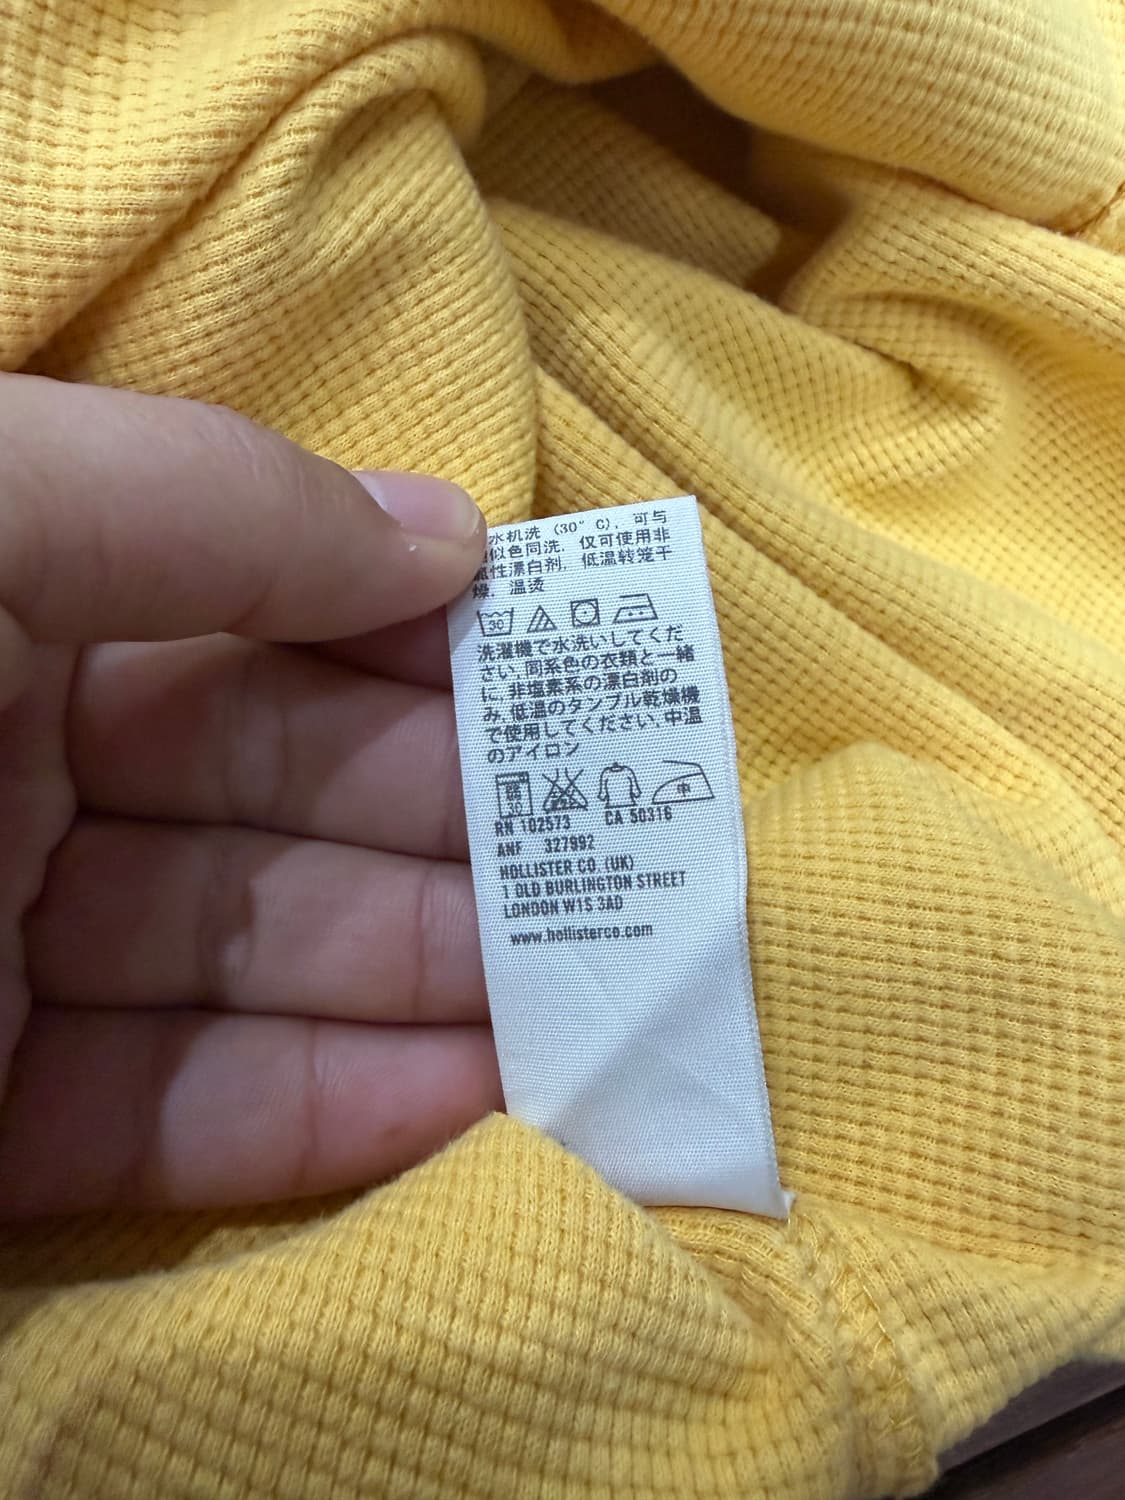 水机洗 (30°C), 可与
似色同洗, 仅可使用非
性漂白剂, 低温转笼干
燥, 温烫
30
洗濯機で水洗いしてくだ
さい, 同系色の衣類と一緒
に, 非塩素系の漂白剤の
み, 低温のタンブル乾燥機
で使用してください, 中温
のアイロン
30 中
RN 102573 CA 50316
ANF 327992
HOLLISTER CO. (UK)
1 OLD BURLINGTON STREET
LONDON W1S 3AD
www.hollisterco.com